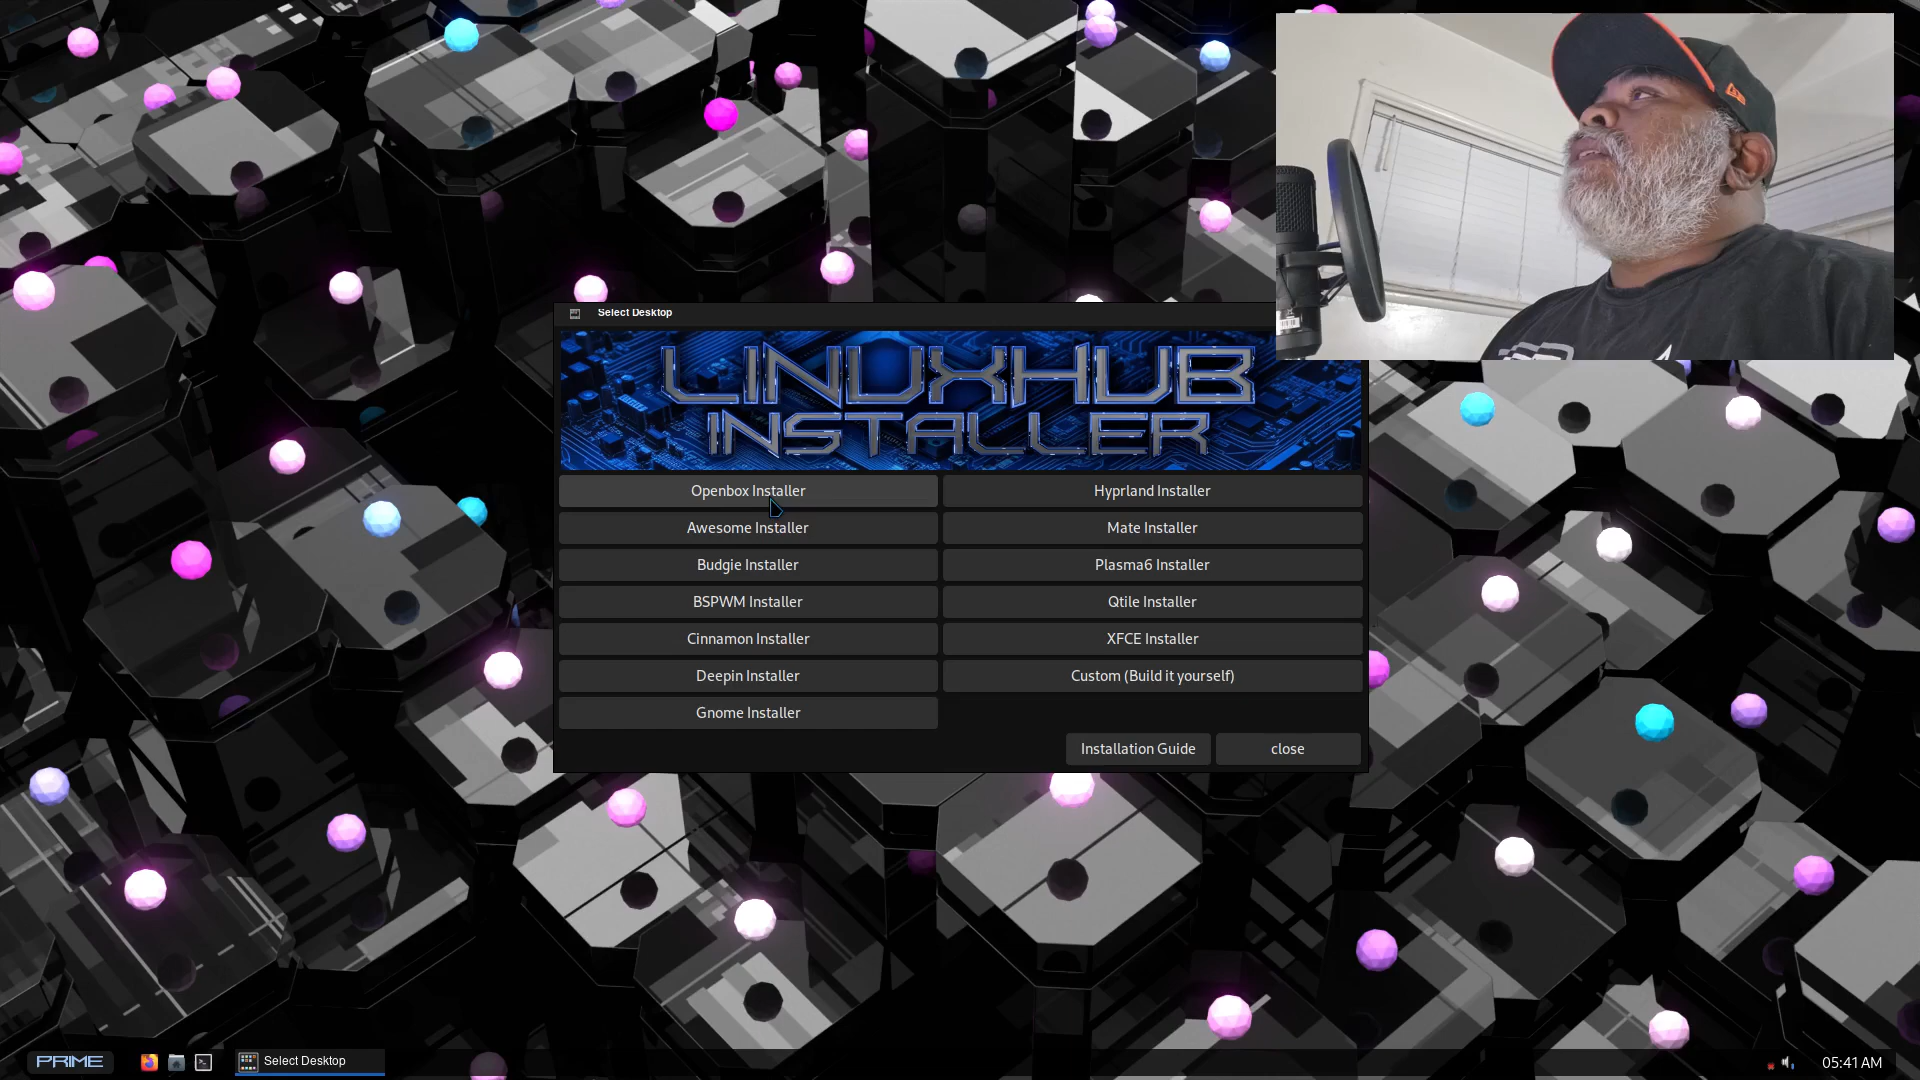 Select Desktop
LINUXHUB
INSTALLER
Openbox Installer
Hyprland Installer
Awesome Installer
Mate Installer
Budgie Installer
Plasma6 Installer
BSPWM Installer
Qtile Installer
Cinnamon Installer
XFCE Installer
Deepin Installer
Custom (Build it yourself)
Gnome Installer
Installation Guide
close
PRIME
Select Desktop
05:41 AM